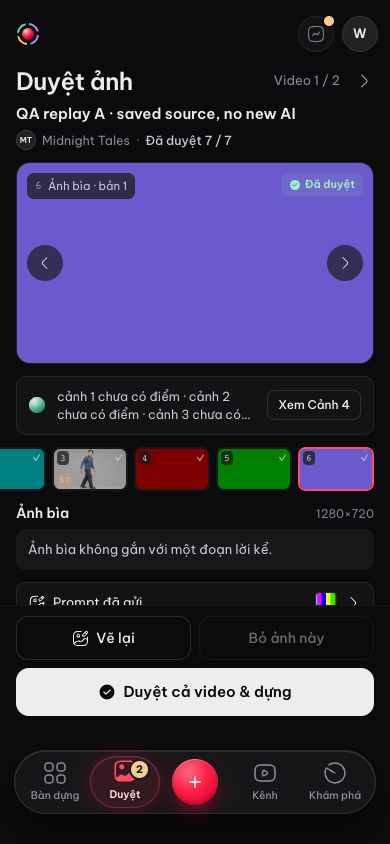 W
Duyệt ảnh
Video 1 / 2
QA replay A · saved source, no new AI
MT Midnight Tales · Đã duyệt 7 / 7
6 Ảnh bìa · bản 1
Đã duyệt
cảnh 1 chưa có điểm · cảnh 2
chưa có điểm · cảnh 3 chưa có...
Xem Cảnh 4
3
ST
4
5
6
Ảnh bìa
1280×720
Ảnh bìa không gắn với một đoạn lời kể.
Prompt đã gửi
Vẽ lại
Bỏ ảnh này
Duyệt cả video & dựng
2
Bàn dựng
Duyệt
Kênh
Khám phá